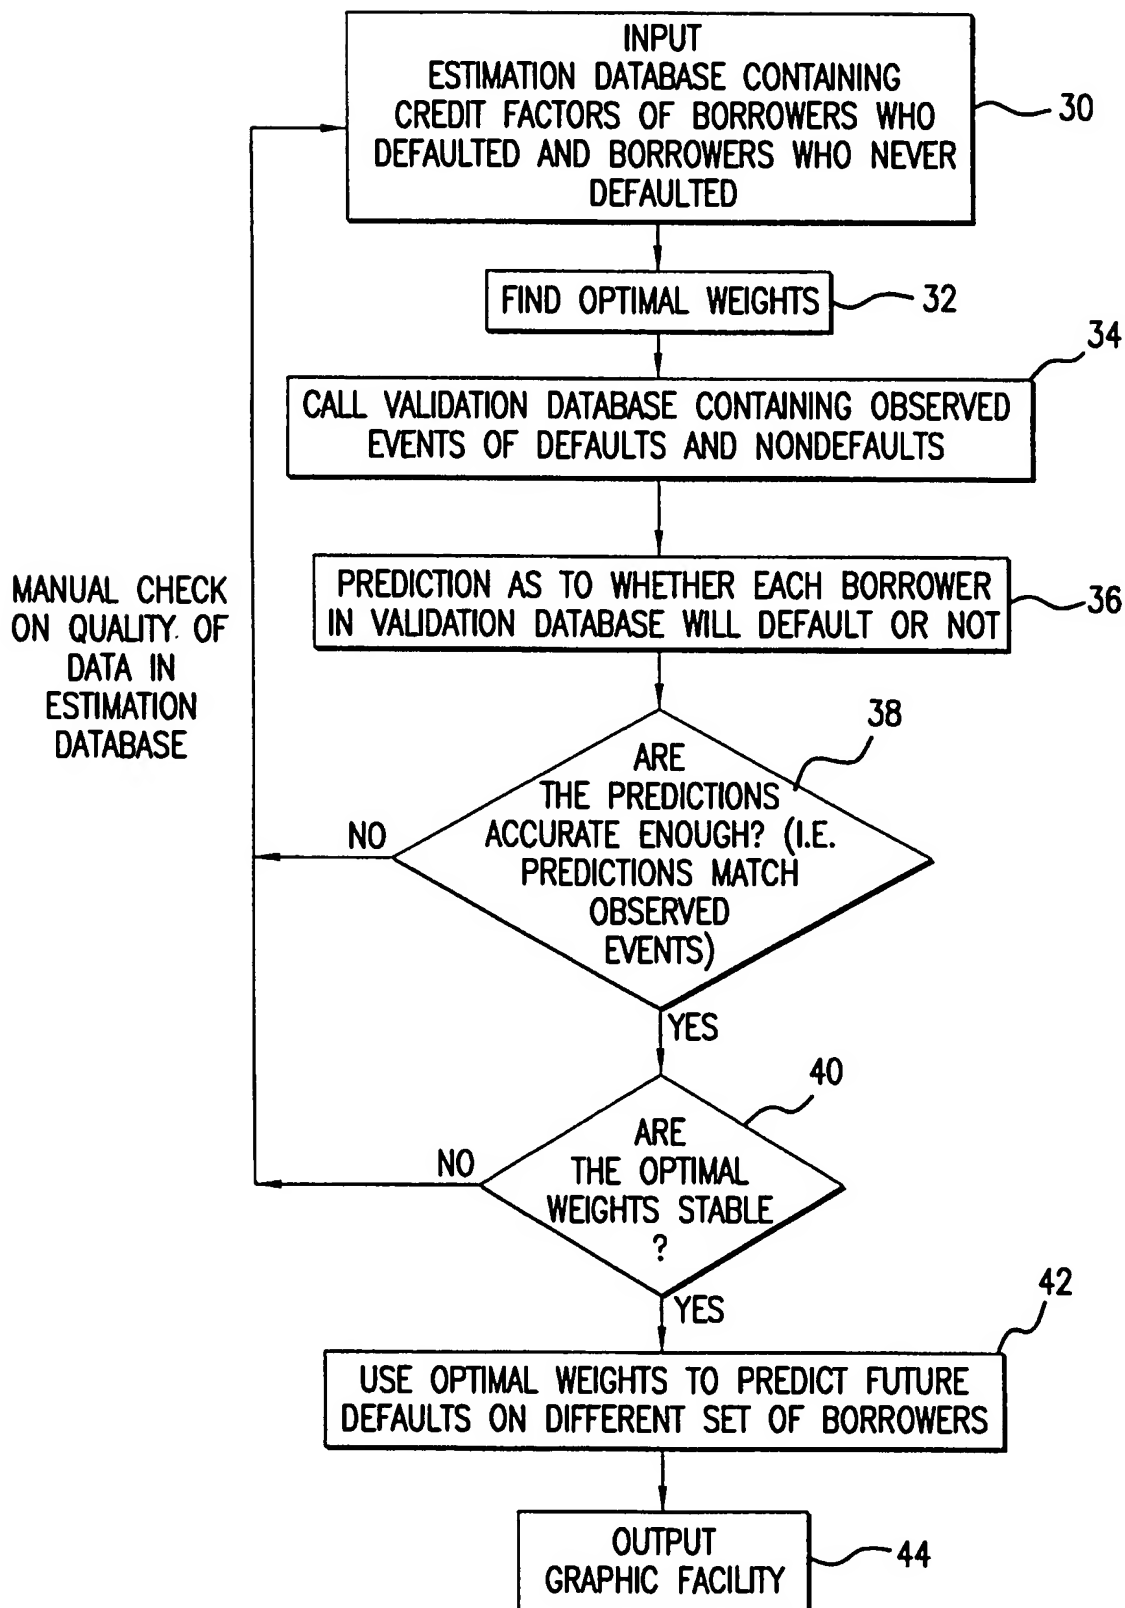 INPUT
ESTIMATION DATABASE CONTAINING
CREDIT FACTORS OF BORROWERS WHO
DEFAULTED AND BORROWERS WHO NEVER
DEFAULTED
30
FIND OPTIMAL WEIGHTS
32
34
CALL VALIDATION DATABASE CONTAINING OBSERVED
EVENTS OF DEFAULTS AND NONDEFAULTS
PREDICTION AS TO WHETHER EACH BORROWER
IN VALIDATION DATABASE WILL DEFAULT OR NOT
36
MANUAL CHECK
ON QUALITY OF
DATA IN
ESTIMATION
DATABASE
38
ARE
THE PREDICTIONS
ACCURATE ENOUGH? (I.E.
PREDICTIONS MATCH
OBSERVED
EVENTS)
NO
YES
40
ARE
THE OPTIMAL
WEIGHTS STABLE
?
NO
YES
42
USE OPTIMAL WEIGHTS TO PREDICT FUTURE
DEFAULTS ON DIFFERENT SET OF BORROWERS
OUTPUT
GRAPHIC FACILITY
44